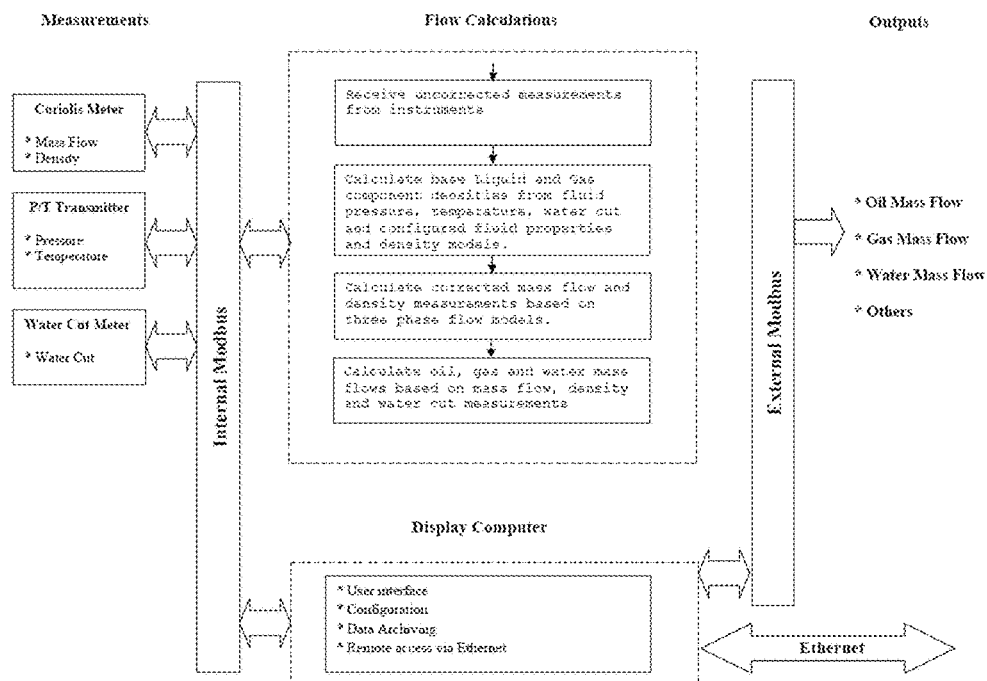 Measurements
Flow Calculations
Outputs
Coriolis Meter
* Mass Flow
* Density
P/T Transmitter
* Pressure
* Temperature
Water Cut Meter
* Water Cut
Internal Modbus
Receive uncorrected measurements
from instruments
Calculate base Liquid and Gas
component densities from fluid
pressure, temperature, water cut
and configured fluid properties
and density models.
Calculate corrected mass flow and
density measurements based on
three phase flow models.
Calculate oil, gas and water mass
flows based on mass flow, density
and water cut measurements
External Modbus
* Oil Mass Flow
* Gas Mass Flow
* Water Mass Flow
* Others
Display Computer
* User interface
* Configuration
* Data Archiving
* Remote access via Ethernet
Ethernet